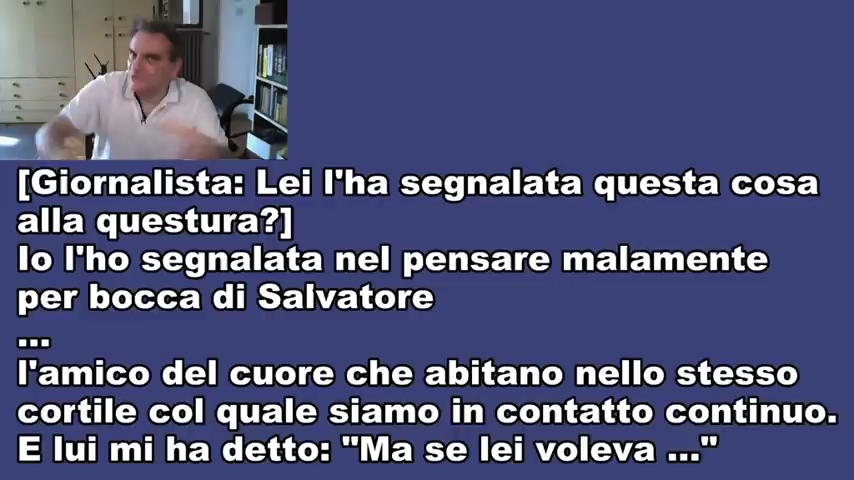 [Giornalista: Lei l'ha segnalata questa cosa
alla questura?]
Io l'ho segnalata nel pensare malamente
per bocca di Salvatore
...
l'amico del cuore che abitano nello stesso
cortile col quale siamo in contatto continuo.
E lui mi ha detto: "Ma se lei voleva ..."